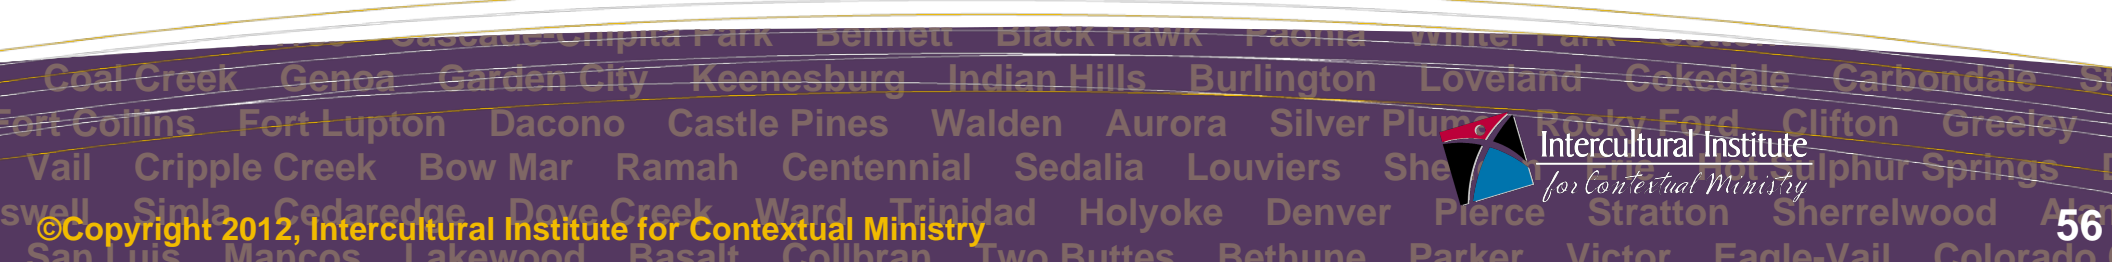 Cascade-Chipita Park Bennett Black Hawk Paonia Winter Park
Coal Creek Genoa Garden City Keenesburg Indian Hills Burlington Loveland Cokedale Carbondale
Fort Collins Fort Lupton Dacono Castle Pines Walden Aurora Silver Plume Rocky Ford Clifton Greeley
Vail Cripple Creek Bow Mar Ramah Centennial Sedalia Louviers Erie Hot Sulphur Springs
Intercultural Institute
for Contextual Ministry
Simla Cedaredge Dove Creek Ward Trinidad Holyoke Denver Pierce Stratton Sherrelwood
©Copyright 2012, Intercultural Institute for Contextual Ministry
56
San Luis Mancos Lakewood Basalt Collbran Two Buttes Bethune Parker Victor Eagle-Vail Colorado